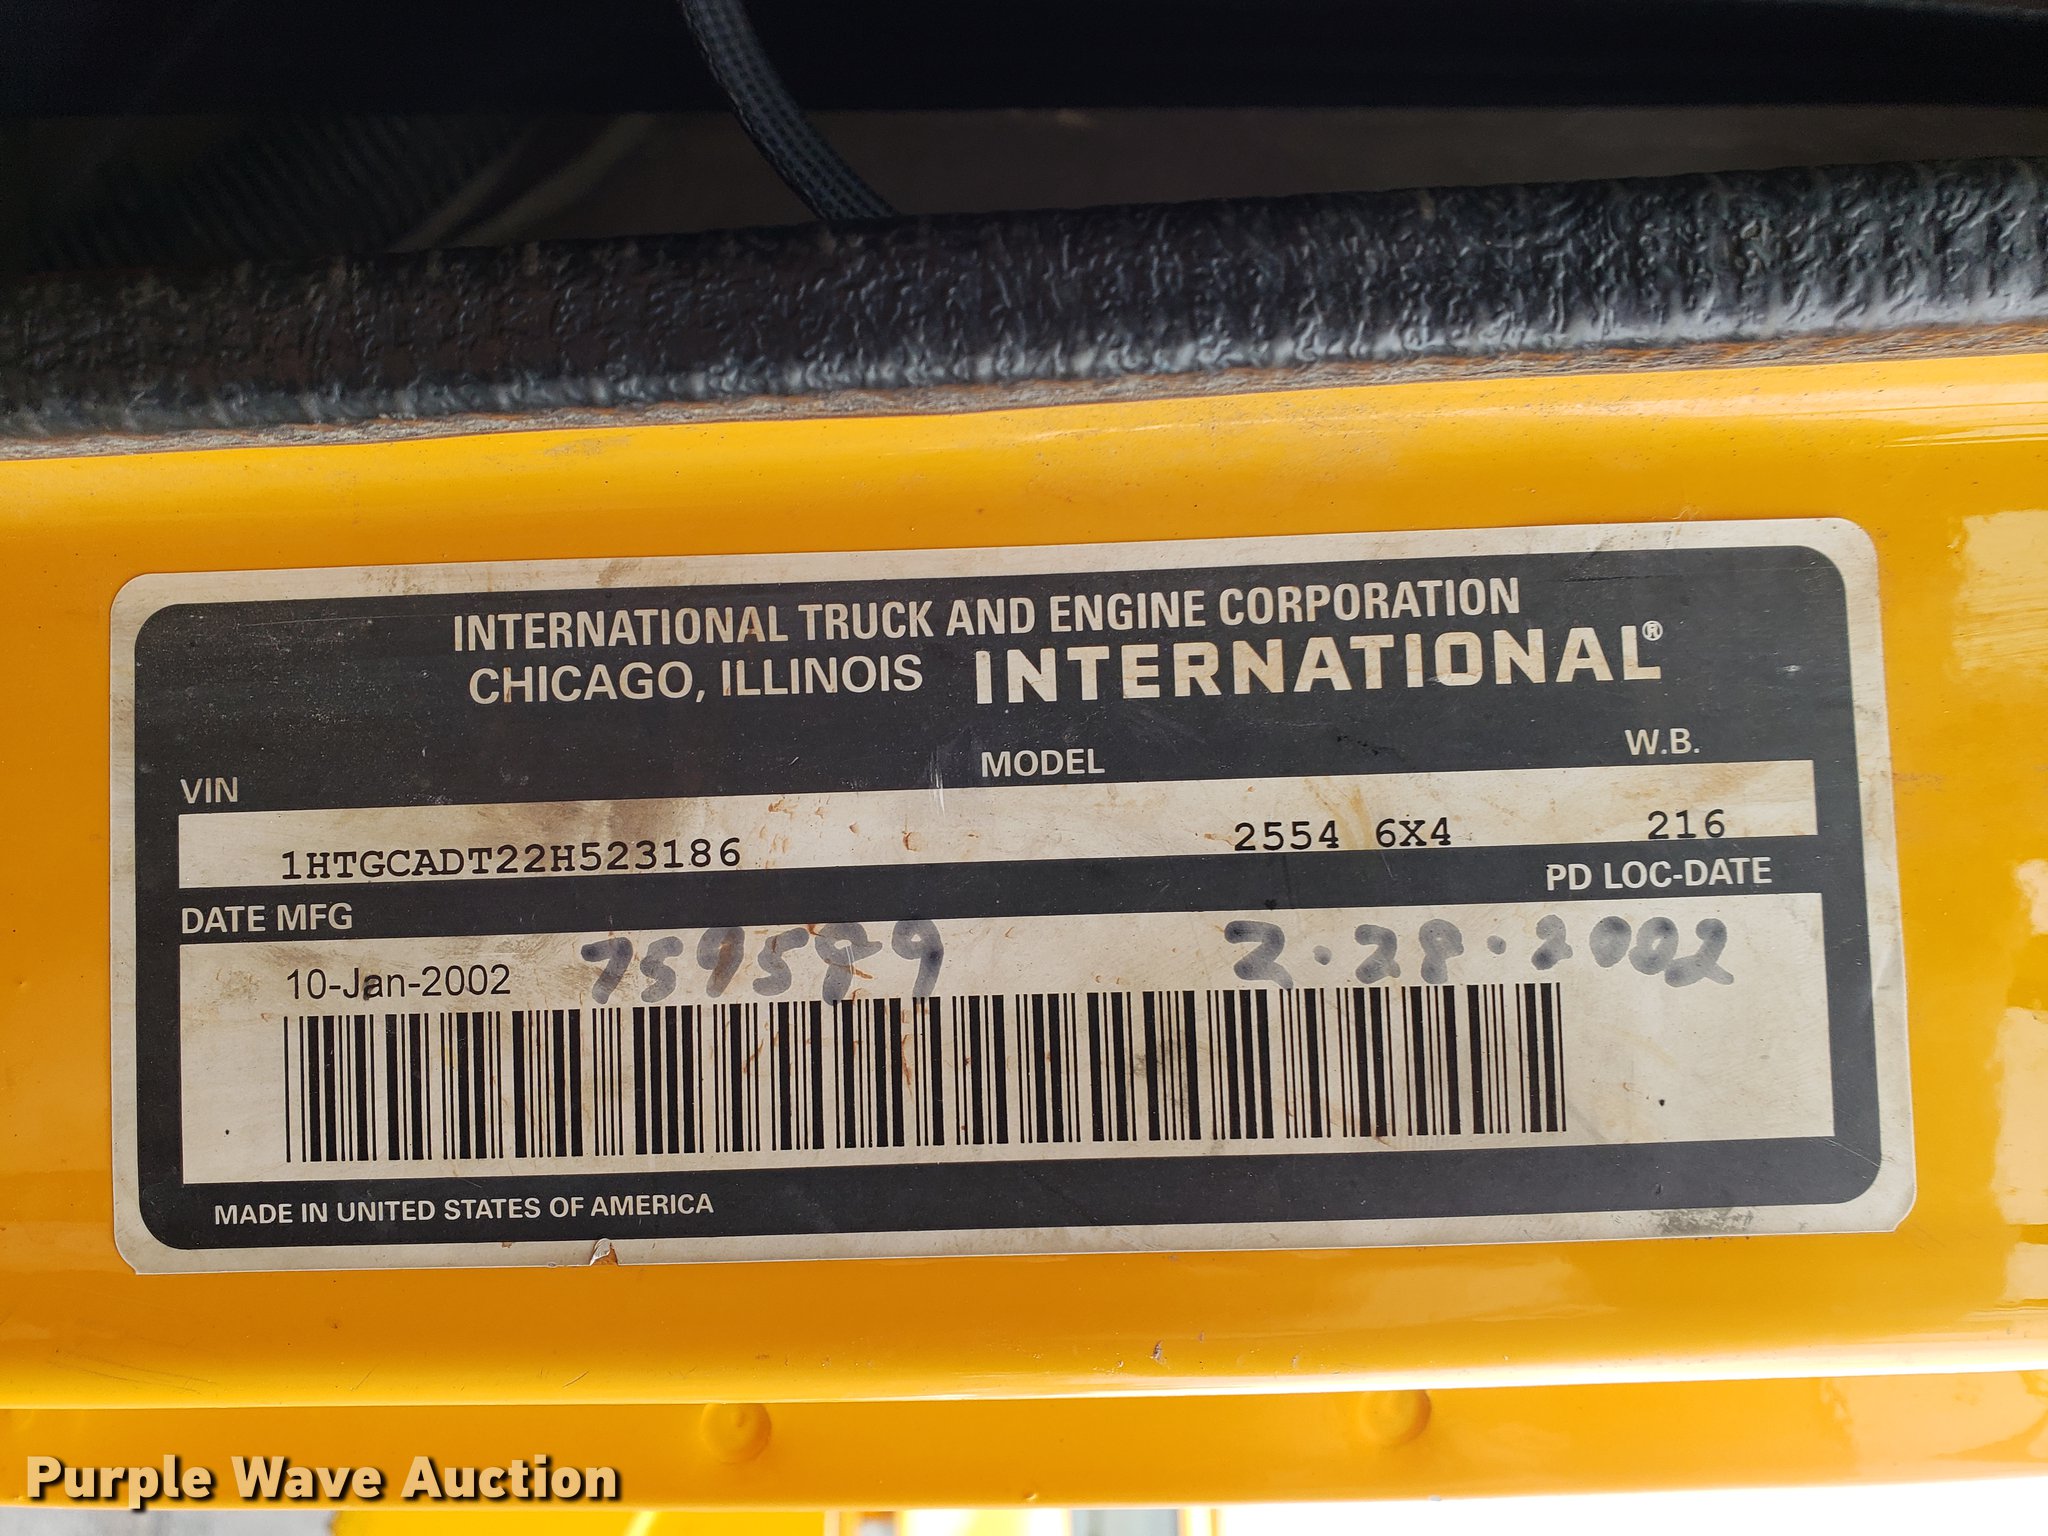 INTERNATIONAL TRUCK AND ENGINE CORPORATION
CHICAGO, ILLINOIS INTERNATIONAL®
VIN MODEL W.B.
1HTGCADT22H523186 2554 6X4 216
DATE MFG PD LOC-DATE
10-Jan-2002 759599 2.28.2002
MADE IN UNITED STATES OF AMERICA
Purple Wave Auction